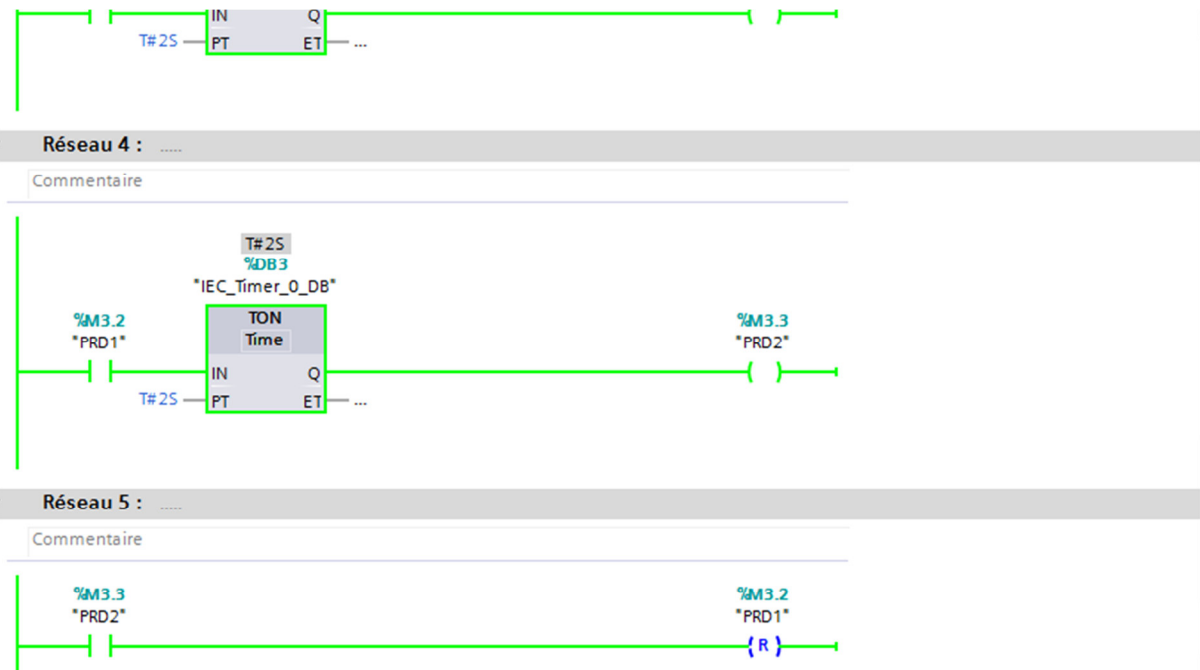 IN Q
T#2S PT ET ...
Réseau 4 : .....
Commentaire
T#2S
%DB3
"IEC_Timer_0_DB"
%M3.2 TON %M3.3
"PRD1" Time "PRD2"
IN Q
T#2S PT ET ...
Réseau 5 : .....
Commentaire
%M3.3 %M3.2
"PRD2" "PRD1"
R